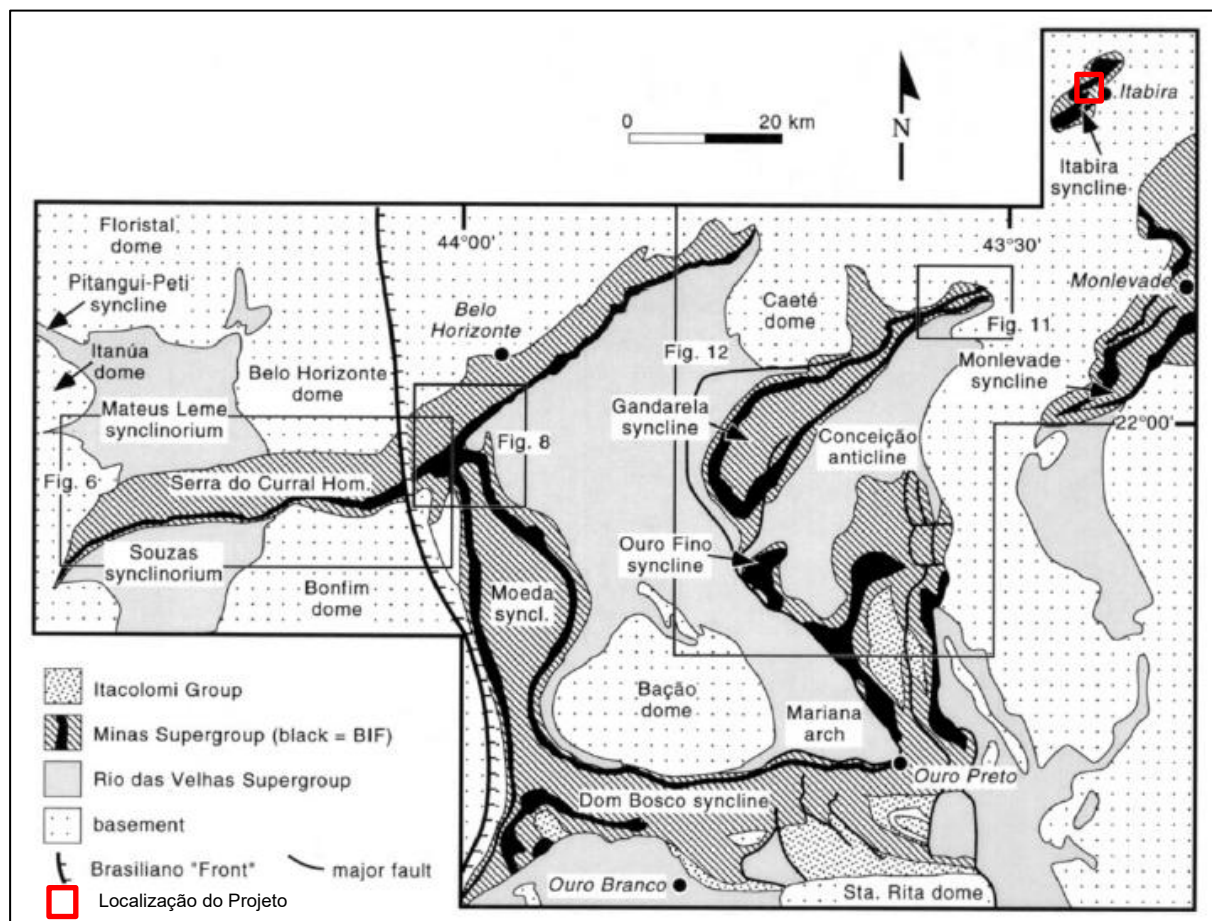 0 20 km
N
Itabira
Itabira
syncline
Floristal
dome
44°00'
43°30'
Pitangui-Peti
syncline
Monlevade
Belo
Horizonte
Caeté
dome
Fig. 11
Itanúa
dome
Fig. 12
Monlevade
syncline
Belo Horizonte
dome
Mateus Leme
synclinorium
Gandarela
syncline
22°00'
Conceição
anticline
Fig. 8
Fig. 6
Serra do Curral Hom.
Ouro Fino
syncline
Souzas
synclinorium
Bonfim
dome
Moeda
syncl.
Bação
dome
Mariana
arch
Ouro Preto
Dom Bosco syncline
Ouro Branco
Sta. Rita dome
Itacolomi Group
Minas Supergroup (black = BIF)
Rio das Velhas Supergroup
basement
Brasiliano "Front" major fault
Localização do Projeto